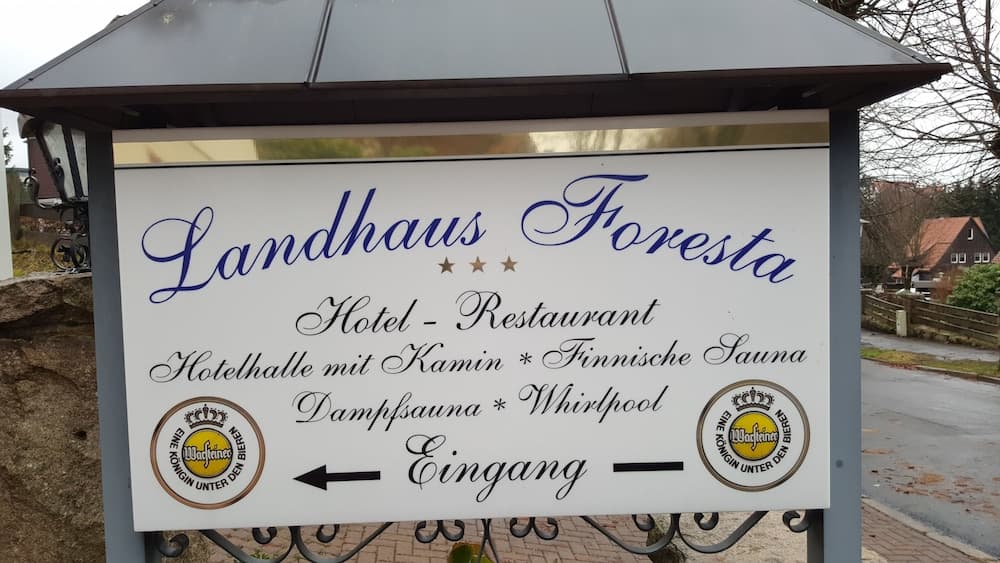 Landhaus Foresta
Hotel - Restaurant
Hotelhalle mit Kamin * Finnische Sauna
Dampfsauna * Whirlpool
Eingang
Warsteiner
EINE KÖNIGIN UNTER DEN BIEREN
Warsteiner
EINE KÖNIGIN UNTER DEN BIEREN